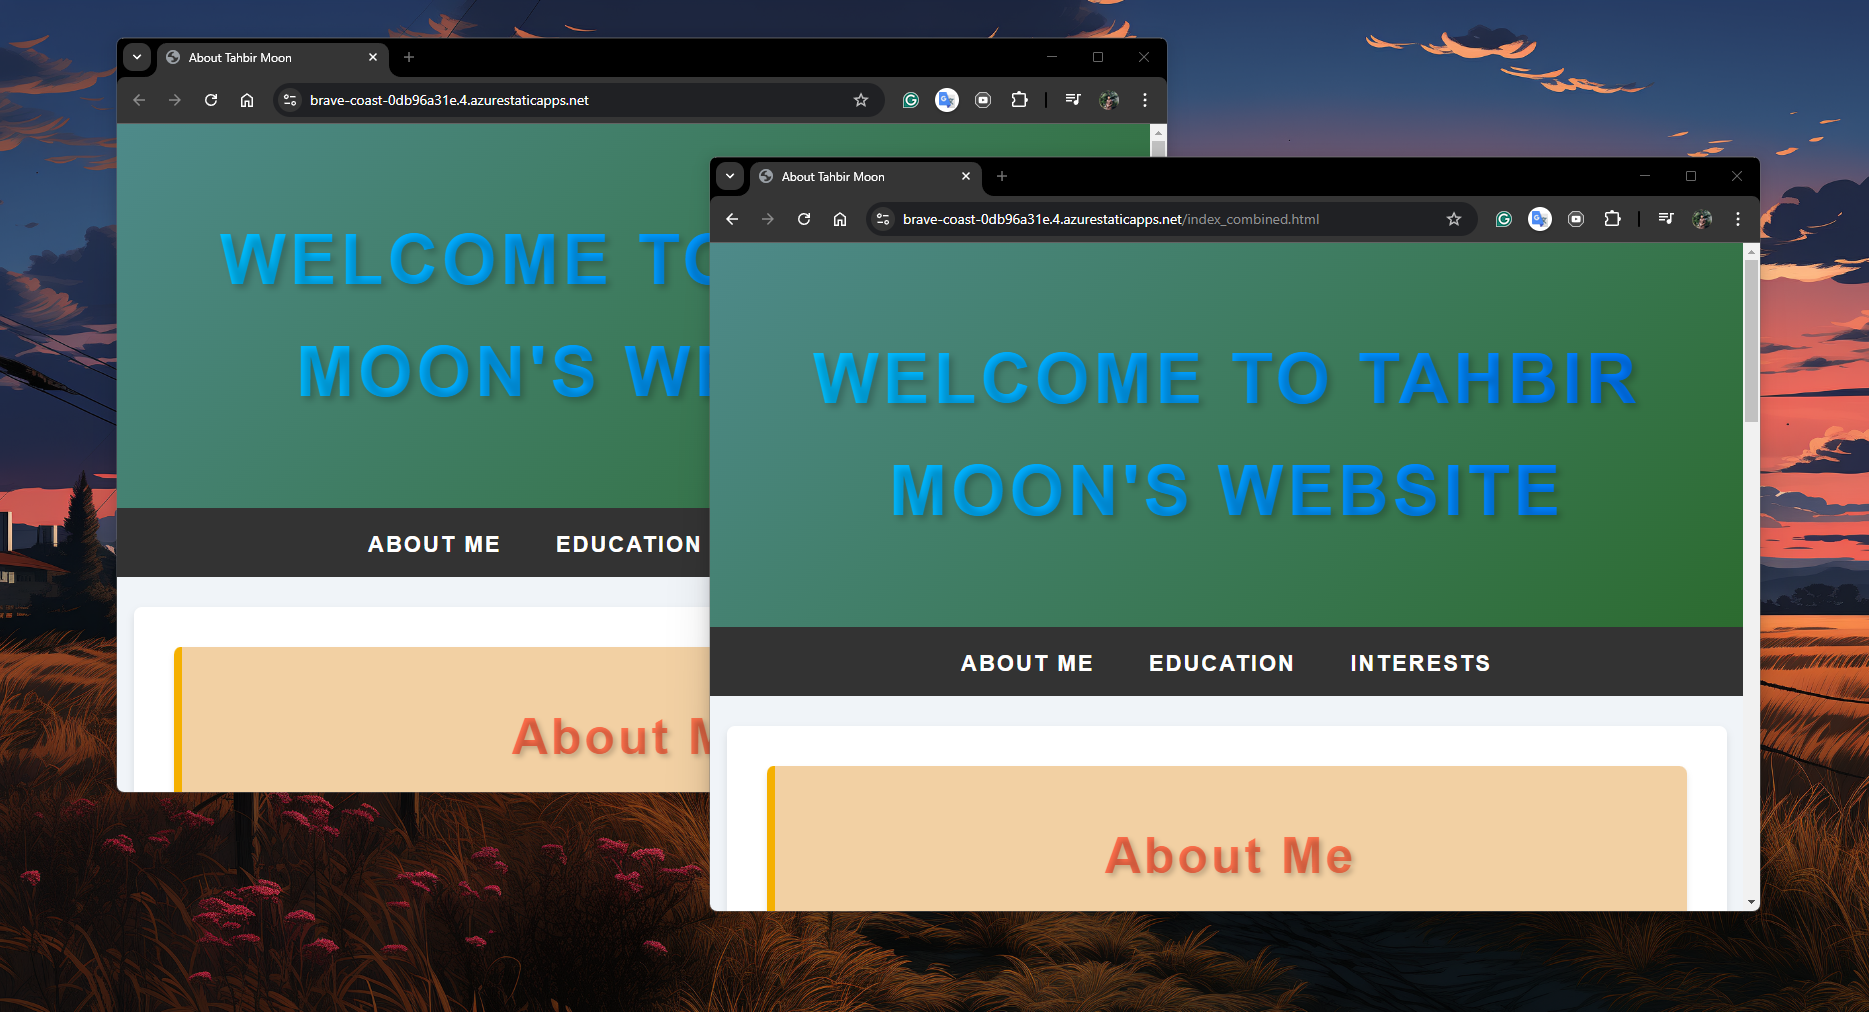 About Tahbir Moon
brave-coast-0db96a31e.4.azurestaticapps.net
WELCOME TO
MOON'S WE
ABOUT ME EDUCATION
About M
About Tahbir Moon
brave-coast-0db96a31e.4.azurestaticapps.net/index_combined.html
WELCOME TO TAHBIR
MOON'S WEBSITE
ABOUT ME EDUCATION INTERESTS
About Me